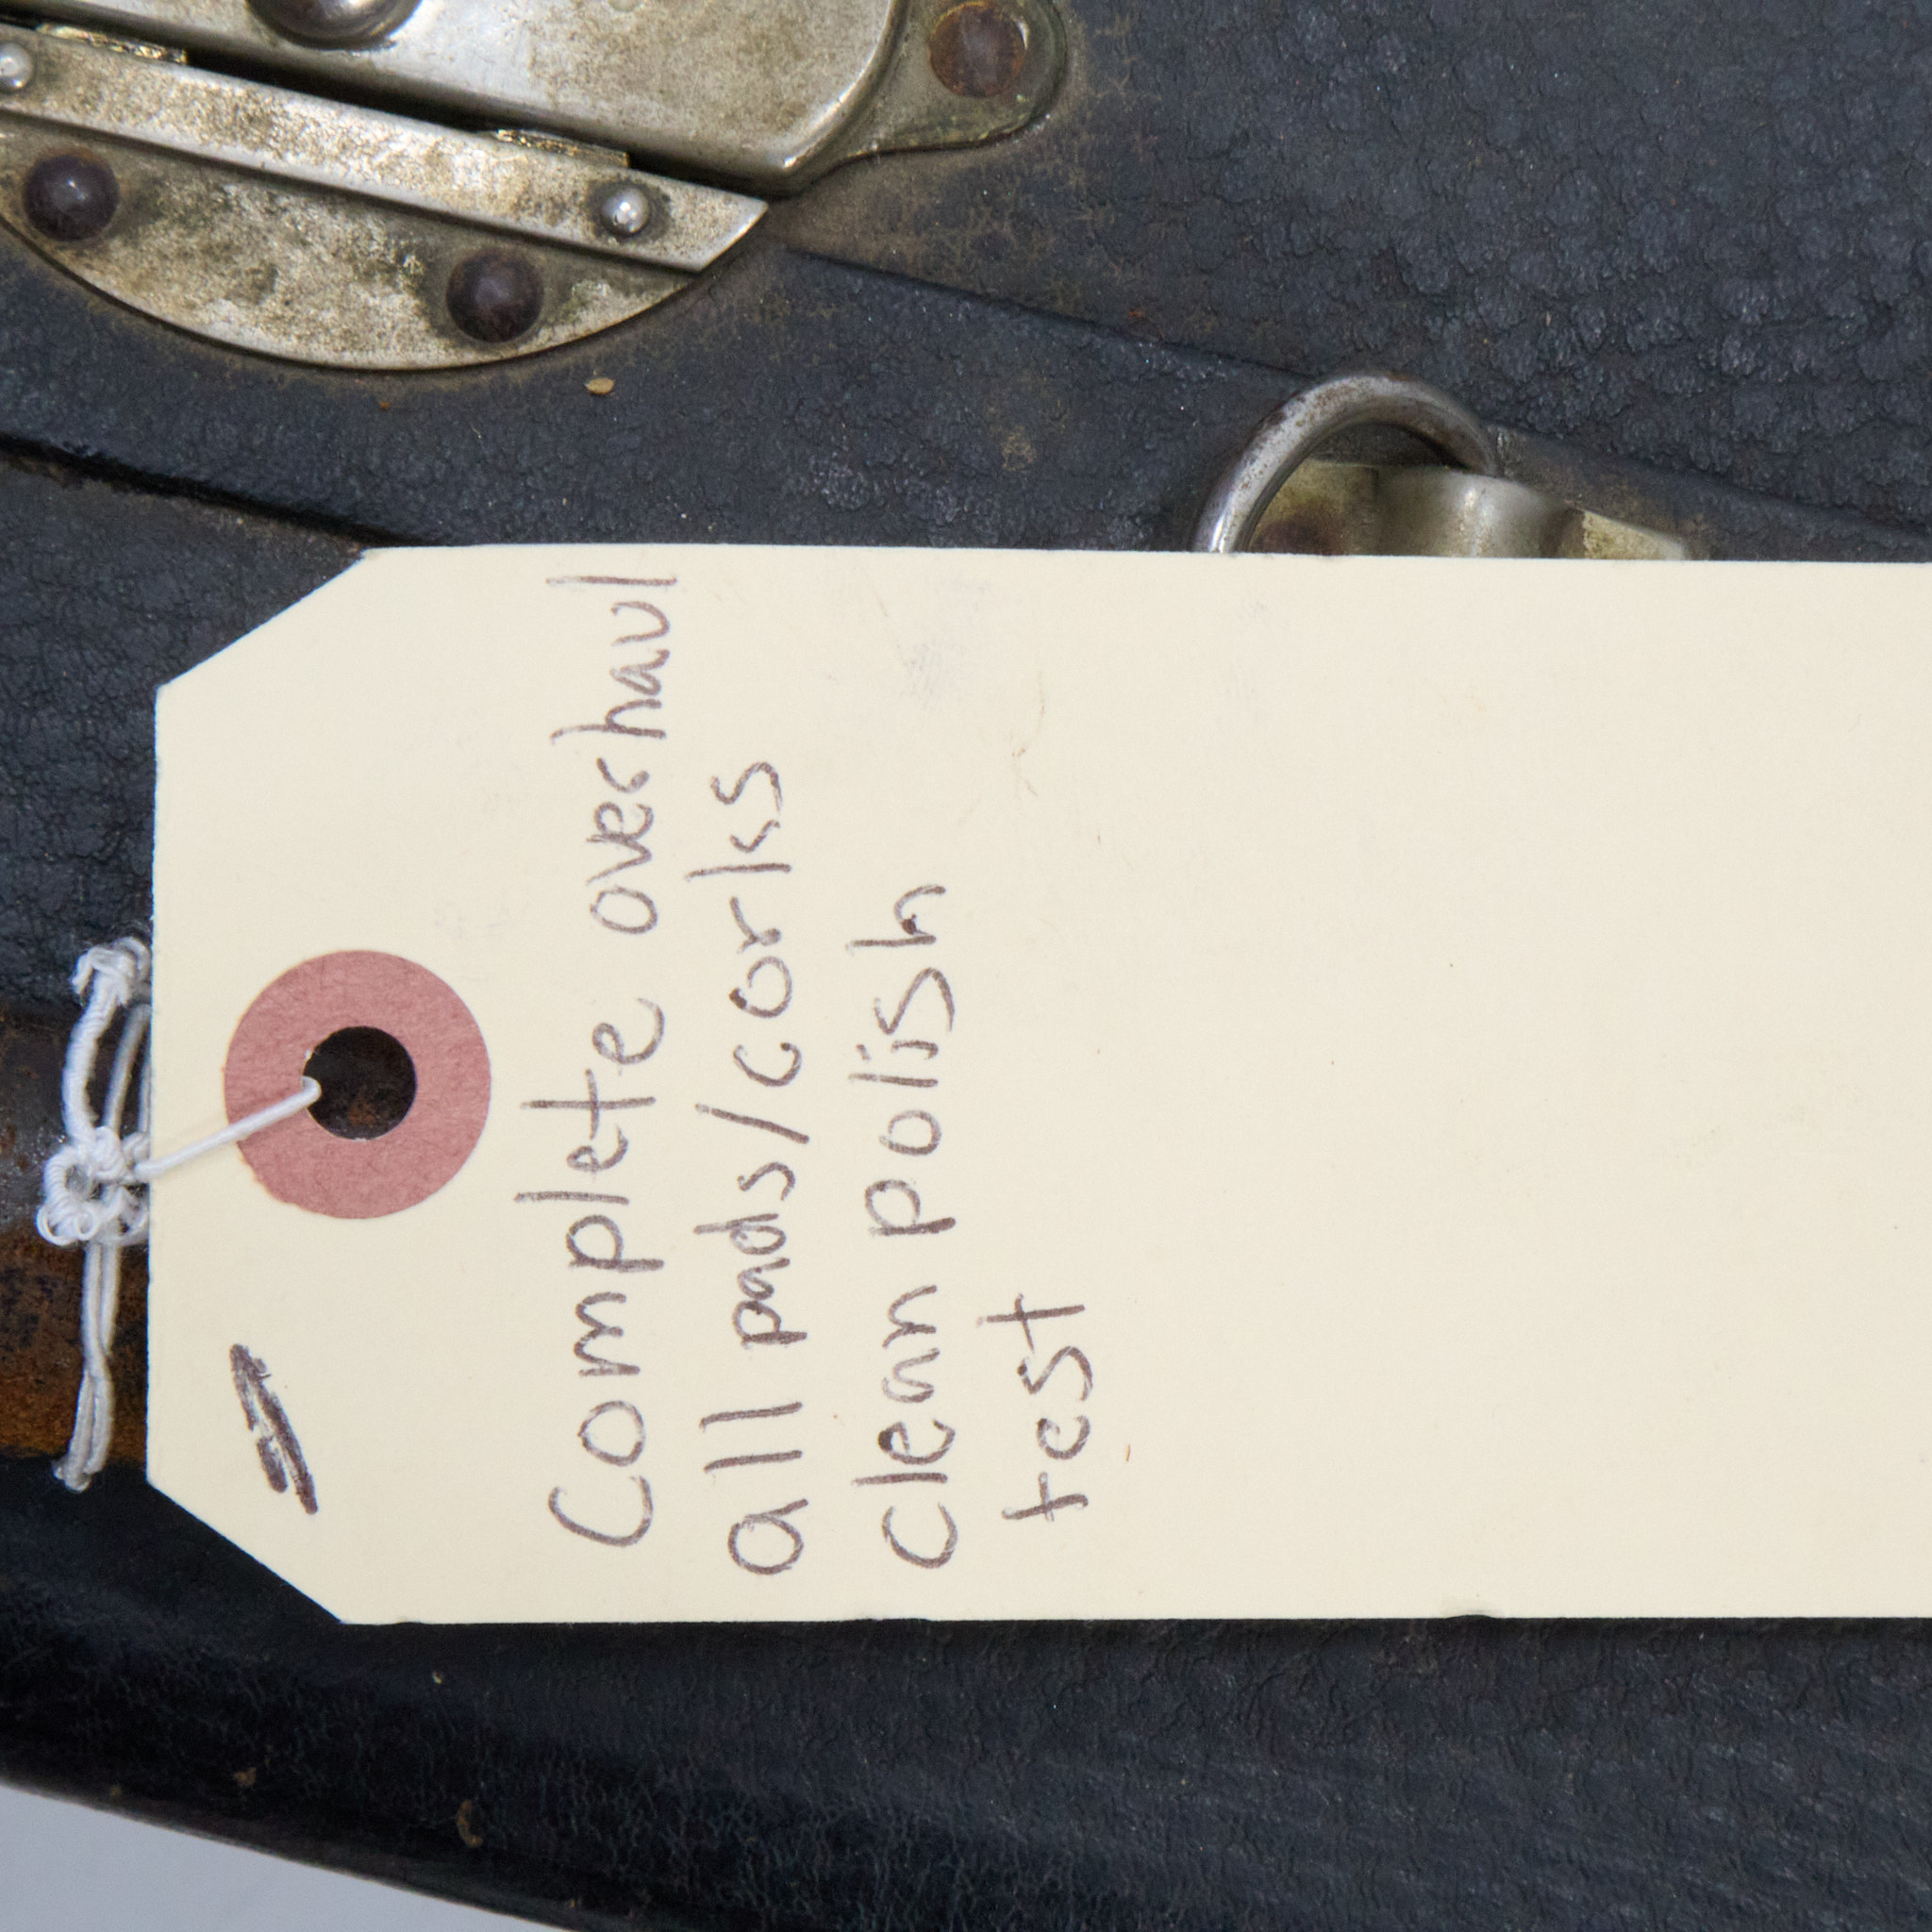 Complete overhaul
all pads/corks
Clean polish
test